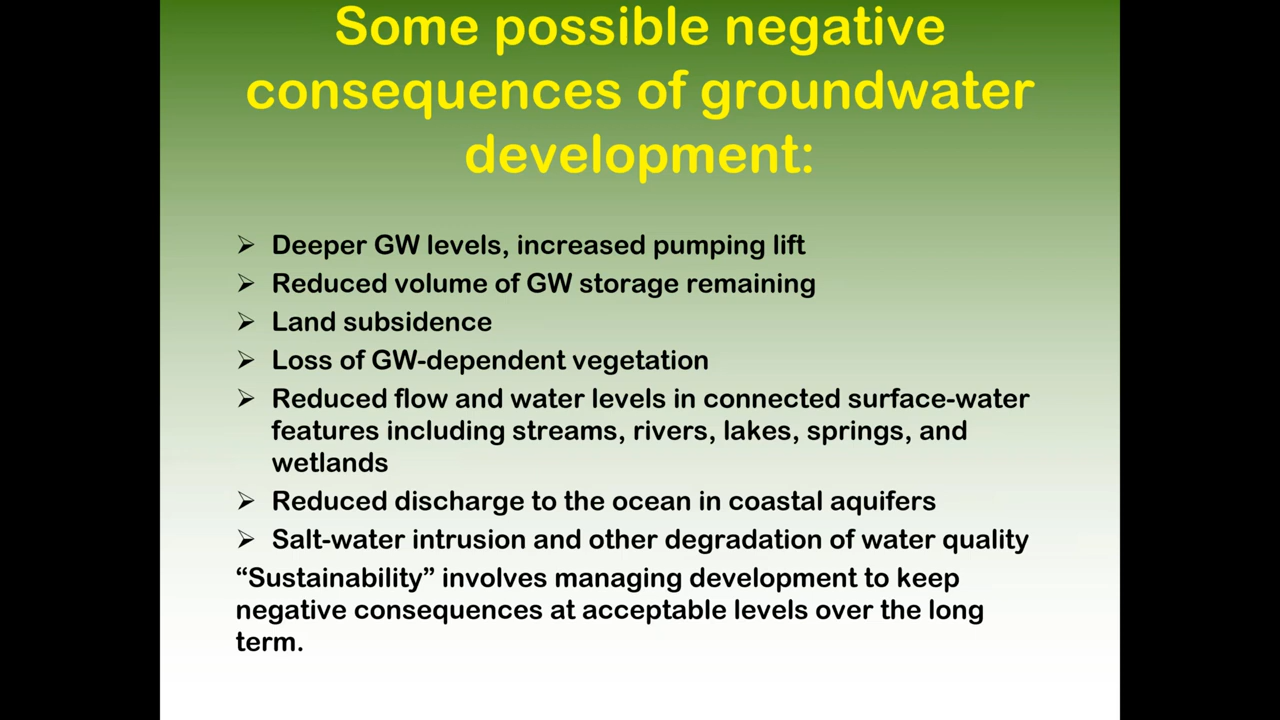 Some possible negative
consequences of groundwater
development:
➢ Deeper GW levels, increased pumping lift
➢ Reduced volume of GW storage remaining
➢ Land subsidence
➢ Loss of GW-dependent vegetation
➢ Reduced flow and water levels in connected surface-water
features including streams, rivers, lakes, springs, and
wetlands
➢ Reduced discharge to the ocean in coastal aquifers
➢ Salt-water intrusion and other degradation of water quality
“Sustainability” involves managing development to keep
negative consequences at acceptable levels over the long
term.